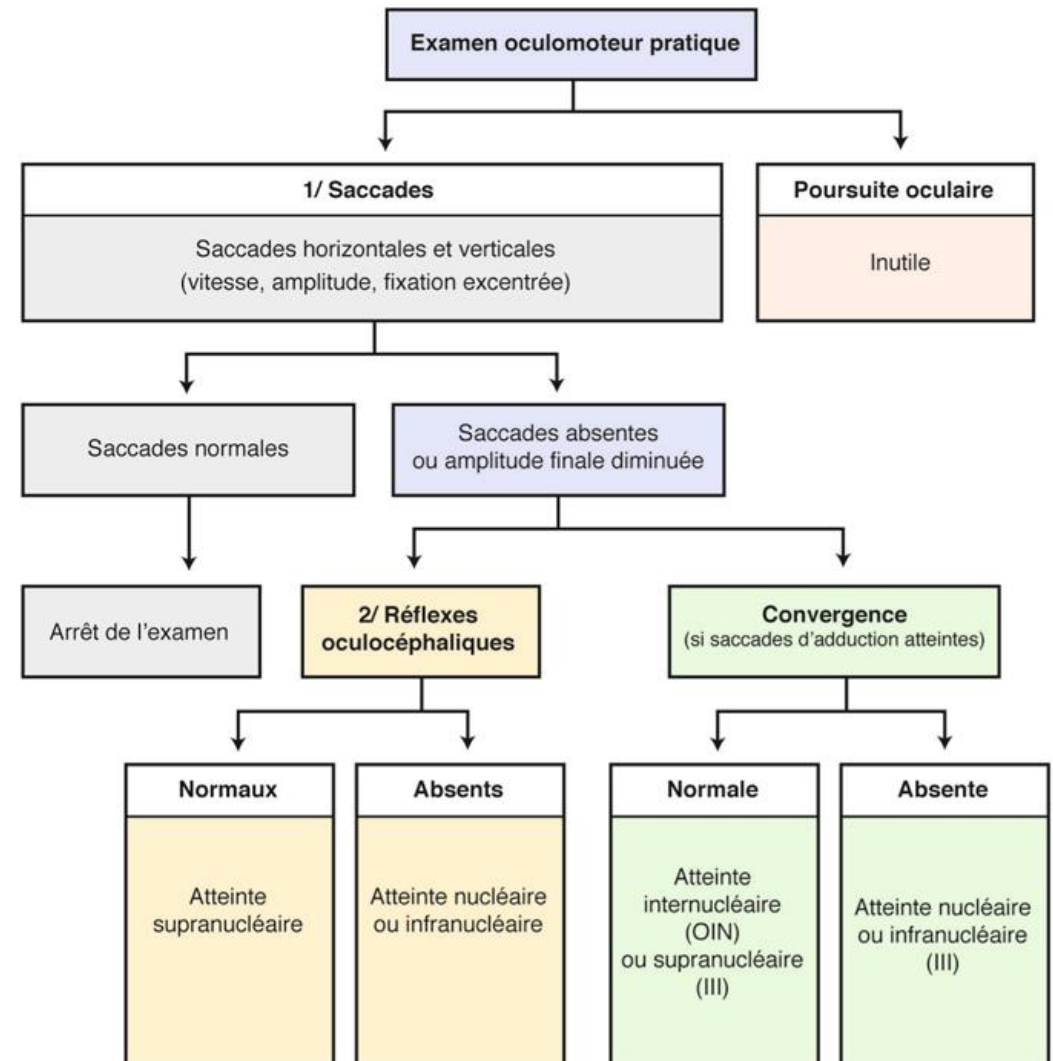 Examen oculomoteur pratique
1/ Saccades
Saccades horizontales et verticales
(vitesse, amplitude, fixation excentrée)
Poursuite oculaire
Inutile
Saccades normales
Saccades absentes
ou amplitude finale diminuée
Arrêt de l'examen
2/ Réflexes
oculocéphaliques
Convergence
(si saccades d'adduction atteintes)
Normaux
Atteinte
supranucléaire
Absents
Atteinte nucléaire
ou infranucléaire
Normale
Atteinte
internucléaire
(OIN)
ou supranucléaire
(III)
Absente
Atteinte nucléaire
ou infranucléaire
(III)